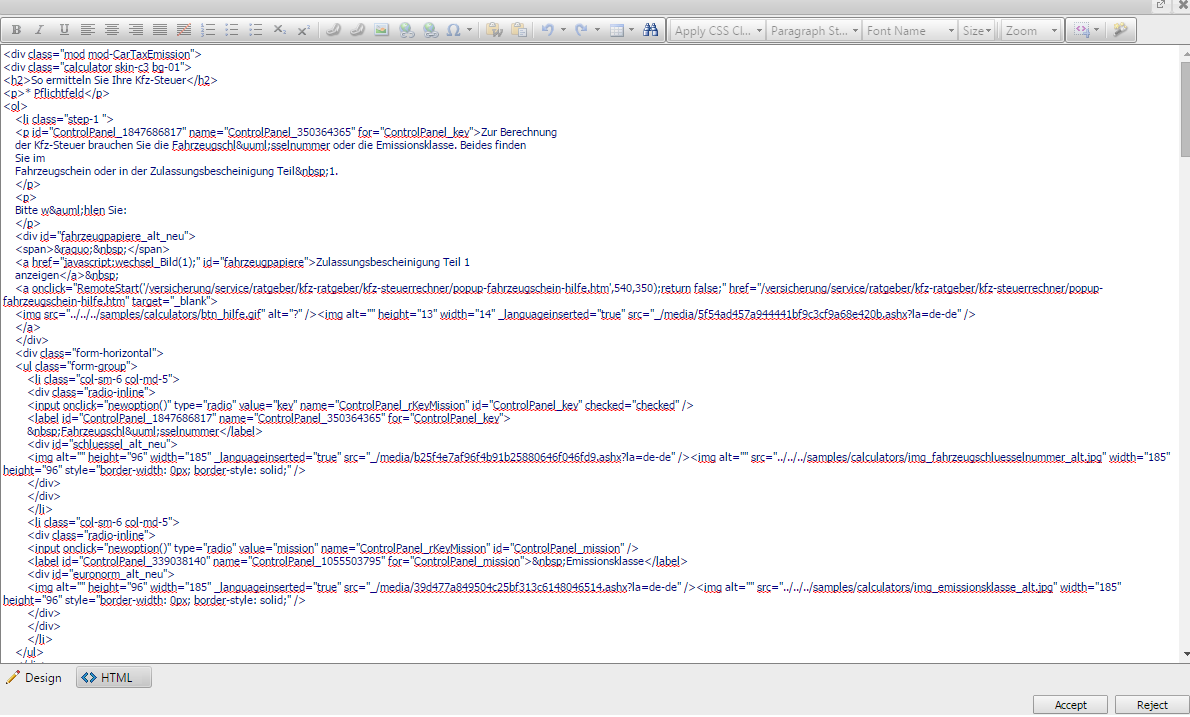 B I U X₂ X² Ω Apply CSS Cl... Paragraph St... Font Name Size Zoom
<div class="mod mod-CarTaxEmission">
<div class="calculator skin-c3 bg-01">
<h2>So ermitteln Sie Ihre Kfz-Steuer</h2>
<p>* Pflichtfeld</p>
<ol>
<li class="step-1 ">
<p id="ControlPanel_1847686817" name="ControlPanel_350364365" for="ControlPanel_key">Zur Berechnung
der Kfz-Steuer brauchen Sie die Fahrzeugschl&uuml;sselnummer oder die Emissionsklasse. Beides finden
Sie im
Fahrzeugschein oder in der Zulassungsbescheinigung Teil&nbsp;1.
</p>
<p>
Bitte w&auml;hlen Sie:
</p>
<div id="fahrzeugpapiere_alt_neu">
<span>&raquo;&nbsp;</span>
<a href="javascript:wechsel_Bild(1);" id="fahrzeugpapiere">Zulassungsbescheinigung Teil 1
anzeigen</a>&nbsp;
<a onclick="RemoteStart('/versicherung/service/ratgeber/kfz-ratgeber/kfz-steuerrechner/popup-fahrzeugschein-hilfe.htm',540,350);return false;" href="/versicherung/service/ratgeber/kfz-ratgeber/kfz-steuerrechner/popup-
fahrzeugschein-hilfe.htm" target="_blank">
<img src="../../../samples/calculators/btn_hilfe.gif" alt="?" /><img alt="" height="13" width="14" _languageinserted="true" src="_/media/5f54ad457a944441bf9c3cf9a68e420b.ashx?la=de-de" />
</a>
</div>
<div class="form-horizontal">
<ul class="form-group">
<li class="col-sm-6 col-md-5">
<div class="radio-inline">
<input onclick="newoption()" type="radio" value="key" name="ControlPanel_rKeyMission" id="ControlPanel_key" checked="checked" />
<label id="ControlPanel_1847686817" name="ControlPanel_350364365" for="ControlPanel_key">
&nbsp;Fahrzeugschl&uuml;sselnummer</label>
<div id="schluessel_alt_neu">
<img alt="" height="96" width="185" _languageinserted="true" src="_/media/b25f4e7af96f4b91b25880646f046fd9.ashx?la=de-de" /><img alt="" src="../../../samples/calculators/img_fahrzeugschluesselnummer_alt.jpg" width="185"
height="96" style="border-width: 0px; border-style: solid;" />
</div>
</div>
</li>
<li class="col-sm-6 col-md-5">
<div class="radio-inline">
<input onclick="newoption()" type="radio" value="mission" name="ControlPanel_rKeyMission" id="ControlPanel_mission" />
<label id="ControlPanel_339038140" name="ControlPanel_1055503795" for="ControlPanel_mission">&nbsp;Emissionsklasse</label>
<div id="euronorm_alt_neu">
<img alt="" height="96" width="185" _languageinserted="true" src="_/media/39d477a849504c25bf313c6148046514.ashx?la=de-de" /><img alt="" src="../../../samples/calculators/img_emissionsklasse_alt.jpg" width="185"
height="96" style="border-width: 0px; border-style: solid;" />
</div>
</div>
</li>
</ul>
Design HTML
Accept Reject